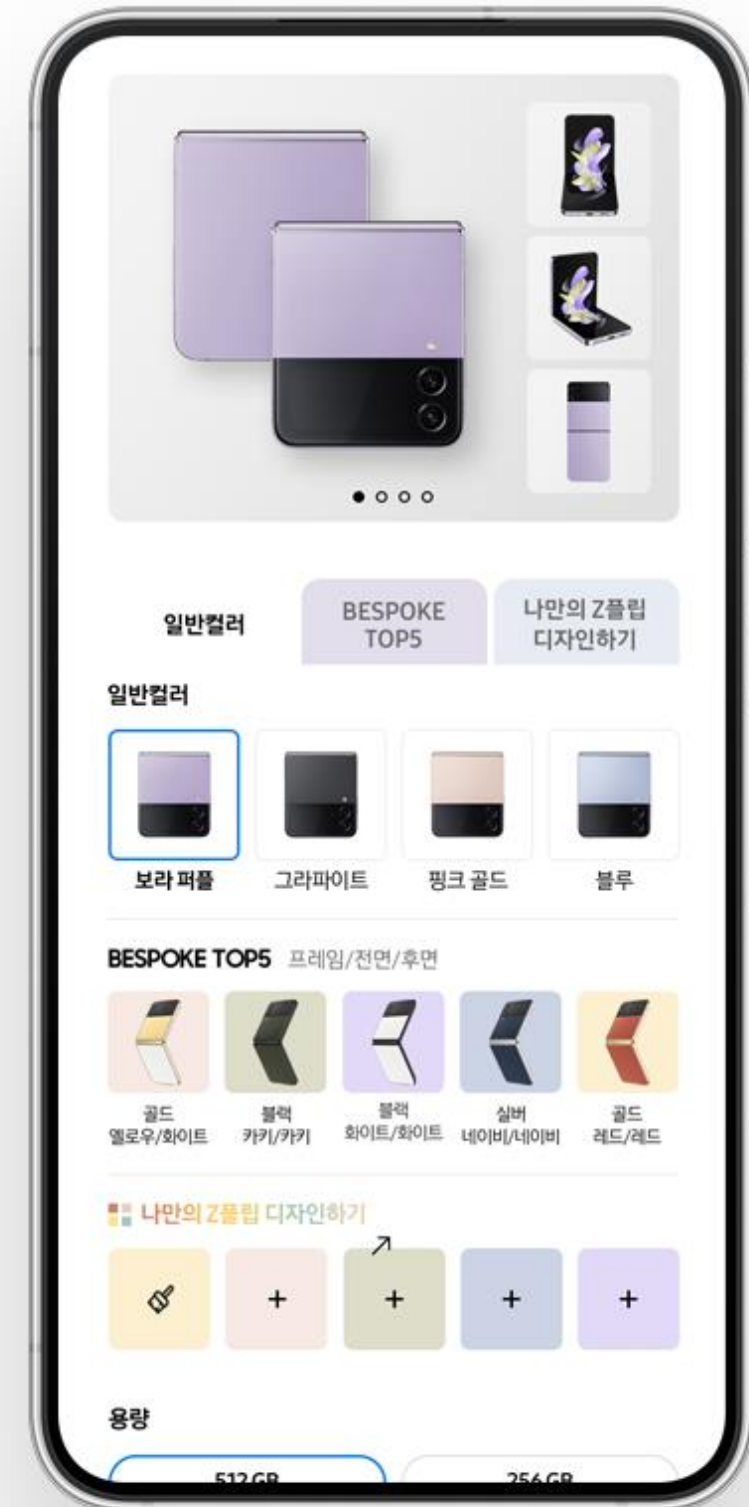 일반컬러
BESPOKE
TOP5
나만의 Z플립
디자인하기
일반컬러
보라 퍼플
그라파이트
핑크 골드
블루
BESPOKE TOP5 프레임/전면/후면
골드
옐로우/화이트
블랙
카키/카키
블랙
화이트/화이트
실버
네이비/네이비
골드
레드/레드
나만의 Z플립 디자인하기
+ + + +
용량
512 GB
256 GB